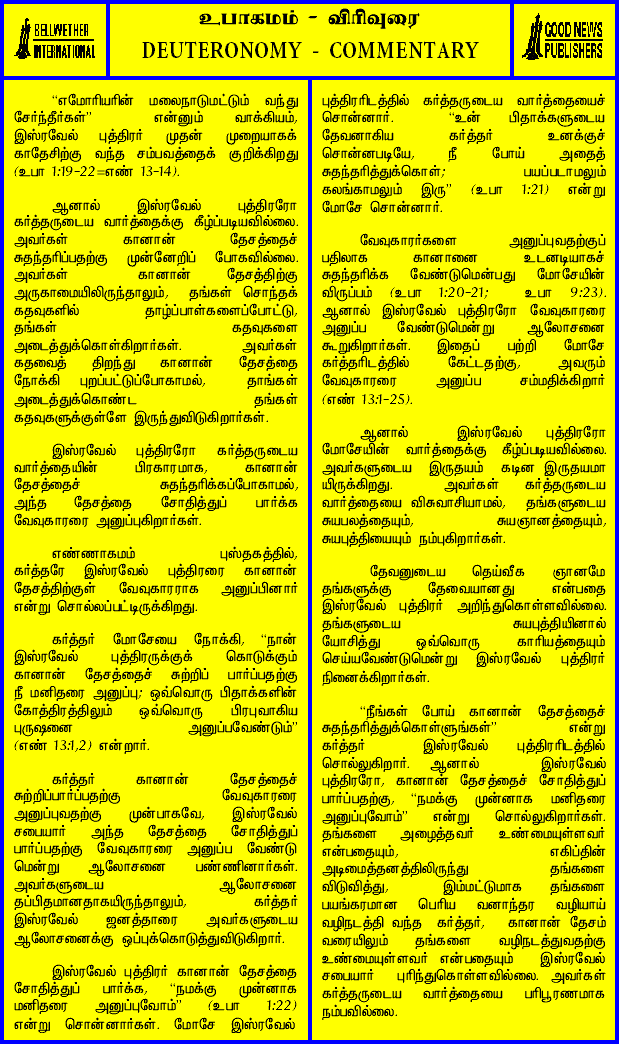 BELLWETHER
INTERNATIONAL
உபாகமம் - விரிவுரை
DEUTERONOMY - COMMENTARY
GOOD NEWS
PUBLISHERS
“எமோரியரின் மலைநாடுமட்டும் வந்து
சேர்ந்தீர்கள்” என்னும் வாக்கியம்,
இஸ்ரவேல் புத்திரர் முதன் முறையாகக்
காதேசிற்கு வந்த சம்பவத்தைக் குறிக்கிறது
(உபா 1:19-22=எண் 13-14).
ஆனால் இஸ்ரவேல் புத்திரரோ
கர்த்தருடைய வார்த்தைக்கு கீழ்ப்படியவில்லை.
அவர்கள் கானான் தேசத்தைச்
சுதந்தரிப்பதற்கு முன்னேறிப் போகவில்லை.
அவர்கள் கானான் தேசத்திற்கு
அருகாமையிலிருந்தாலும், தங்கள் சொந்தக்
கதவுகளில் தாழ்ப்பாள்களைப்போட்டு,
தங்கள் கதவுகளை
அடைத்துக்கொள்கிறார்கள். அவர்கள்
கதவைத் திறந்து கானான் தேசத்தை
நோக்கி புறப்பட்டுப்போகாமல், தாங்கள்
அடைத்துக்கொண்ட தங்கள்
கதவுகளுக்குள்ளே இருந்துவிடுகிறார்கள்.
இஸ்ரவேல் புத்திரரோ கர்த்தருடைய
வார்த்தையின் பிரகாரமாக, கானான்
தேசத்தைச் சுதந்தரிக்கப்போகாமல்,
அந்த தேசத்தை சோதித்துப் பார்க்க
வேவுகாரரை அனுப்புகிறார்கள்.
எண்ணாகமம் புஸ்தகத்தில்,
கர்த்தரே இஸ்ரவேல் புத்திரரை கானான்
தேசத்திற்குள் வேவுகாரராக அனுப்பினார்
என்று சொல்லப்பட்டிருக்கிறது.
கர்த்தர் மோசேயை நோக்கி, “நான்
இஸ்ரவேல் புத்திரருக்குக் கொடுக்கும்
கானான் தேசத்தைச் சுற்றிப் பார்ப்பதற்கு
நீ மனிதரை அனுப்பு; ஒவ்வொரு பிதாக்களின்
கோத்திரத்திலும் ஒவ்வொரு பிரபுவாகிய
புருஷனை அனுப்பவேண்டும்”
(எண் 13:1,2) என்றார்.
கர்த்தர் கானான் தேசத்தைச்
சுற்றிப்பார்ப்பதற்கு வேவுகாரரை
அனுப்புவதற்கு முன்பாகவே, இஸ்ரவேல்
சபையார் அந்த தேசத்தை சோதித்துப்
பார்ப்பதற்கு வேவுகாரரை அனுப்ப வேண்டு
மென்று ஆலோசனை பண்ணினார்கள்.
அவர்களுடைய ஆலோசனை
தப்பிதமானதாகயிருந்தாலும், கர்த்தர்
இஸ்ரவேல் ஜனத்தாரை அவர்களுடைய
ஆலோசனைக்கு ஒப்புக்கொடுத்துவிடுகிறார்.
இஸ்ரவேல் புத்திரர் கானான் தேசத்தை
சோதித்துப் பார்க்க, “நமக்கு முன்னாக
மனிதரை அனுப்புவோம்” (உபா 1:22)
என்று சொன்னார்கள். மோசே இஸ்ரவேல்
புத்திரரிடத்தில் கர்த்தருடைய வார்த்தையைச்
சொன்னார். “உன் பிதாக்களுடைய
தேவனாகிய கர்த்தர் உனக்குச்
சொன்னபடியே, நீ போய் அதைத்
சுதந்தரித்துக்கொள்; பயப்படாமலும்
கலங்காமலும் இரு” (உபா 1:21) என்று
மோசே சொன்னார்.
வேவுகாரர்களை அனுப்புவதற்குப்
பதிலாக கானானை உடனடியாகச்
சுதந்தரிக்க வேண்டுமென்பது மோசேயின்
விருப்பம் (உபா 1:20-21; உபா 9:23).
ஆனால் இஸ்ரவேல் புத்திரரோ வேவுகாரரை
அனுப்ப வேண்டுமென்று ஆலோசனை
கூறுகிறார்கள். இதைப் பற்றி மோசே
கர்த்தரிடத்தில் கேட்டதற்கு, அவரும்
வேவுகாரரை அனுப்ப சம்மதிக்கிறார்
(எண் 13:1-25).
ஆனால் இஸ்ரவேல் புத்திரரோ
மோசேயின் வார்த்தைக்கு கீழ்ப்படியவில்லை.
அவர்களுடைய இருதயம் கடின இருதயமா
யிருக்கிறது. அவர்கள் கர்த்தருடைய
வார்த்தையை விசுவாசியாமல், தங்களுடைய
சுயபலத்தையும், சுயஞானத்தையும்,
சுயபுத்தியையும் நம்புகிறார்கள்.
தேவனுடைய தெய்வீக ஞானமே
தங்களுக்கு தேவையானது என்பதை
இஸ்ரவேல் புத்திரர் அறிந்துகொள்ளவில்லை.
தங்களுடைய சுயபுத்தியினால்
யோசித்து ஒவ்வொரு காரியத்தையும்
செய்யவேண்டுமென்று இஸ்ரவேல் புத்திரர்
நினைக்கிறார்கள்.
“நீங்கள் போய் கானான் தேசத்தைச்
சுதந்தரித்துக்கொள்ளுங்கள்” என்று
கர்த்தர் இஸ்ரவேல் புத்திரரிடத்தில்
சொல்லுகிறார். ஆனால் இஸ்ரவேல்
புத்திரரோ, கானான் தேசத்தைச் சோதித்துப்
பார்ப்பதற்கு, “நமக்கு முன்னாக மனிதரை
அனுப்புவோம்” என்று சொல்லுகிறார்கள்.
தங்களை அழைத்தவர் உண்மையுள்ளவர்
என்பதையும், எகிப்தின்
அடிமைத்தனத்திலிருந்து தங்களை
விடுவித்து, இம்மட்டுமாக தங்களை
பயங்கரமான பெரிய வனாந்தர வழியாய்
வழிநடத்தி வந்த கர்த்தர், கானான் தேசம்
வரையிலும் தங்களை வழிநடத்துவதற்கு
உண்மையுள்ளவர் என்பதையும் இஸ்ரவேல்
சபையார் புரிந்துகொள்ளவில்லை. அவர்கள்
கர்த்தருடைய வார்த்தையை பரிபூரணமாக
நம்பவில்லை.